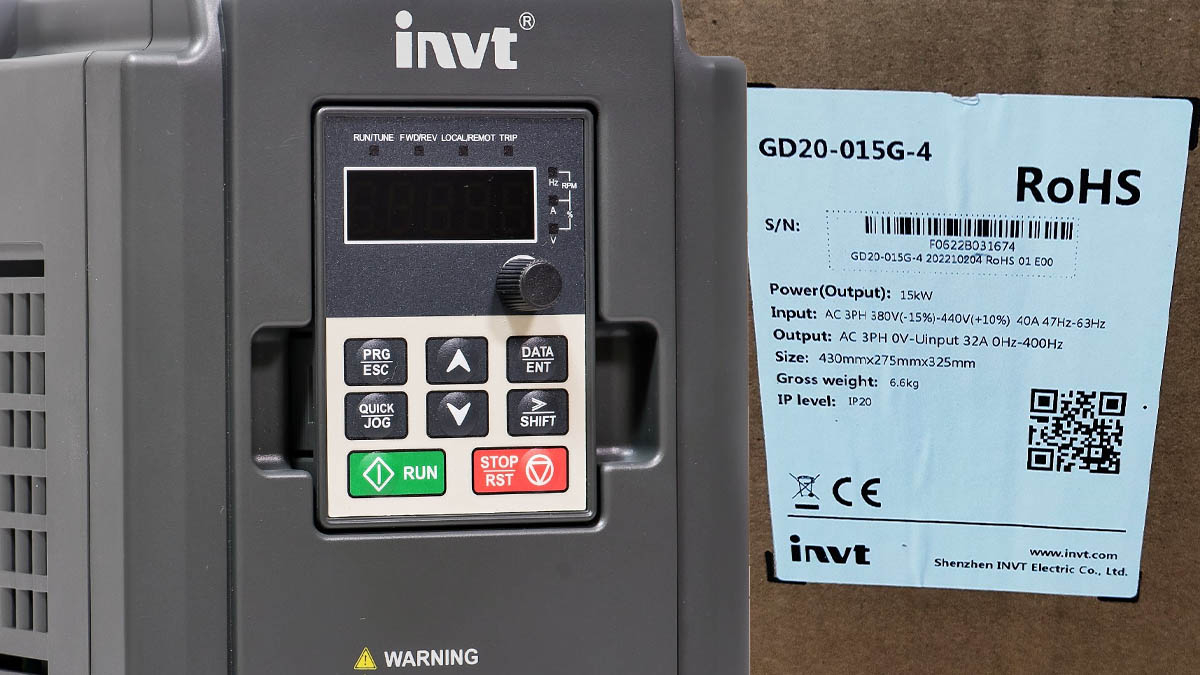 invt®
RUN/TUNE FWD/REV LOCAL/REMOT TRIP
Hz
RPM
A
%
V
PRG
ESC
DATA
ENT
QUICK
JOG
>
SHIFT
RUN
STOP
RST
WARNING
GD20-015G-4
RoHS
S/N:
F0622B031674
GD20-015G-4 202210204 RoHS 01 E00
Power(Output): 15kW
Input: AC 3PH 380V(-15%)-440V(+10%) 40A 47Hz-63Hz
Output: AC 3PH 0V-Uinput 32A 0Hz-400Hz
Size: 430mmx275mmx325mm
Gross weight: 6.6kg
IP level: IP20
CE
invt
www.invt.com
Shenzhen INVT Electric Co., Ltd.